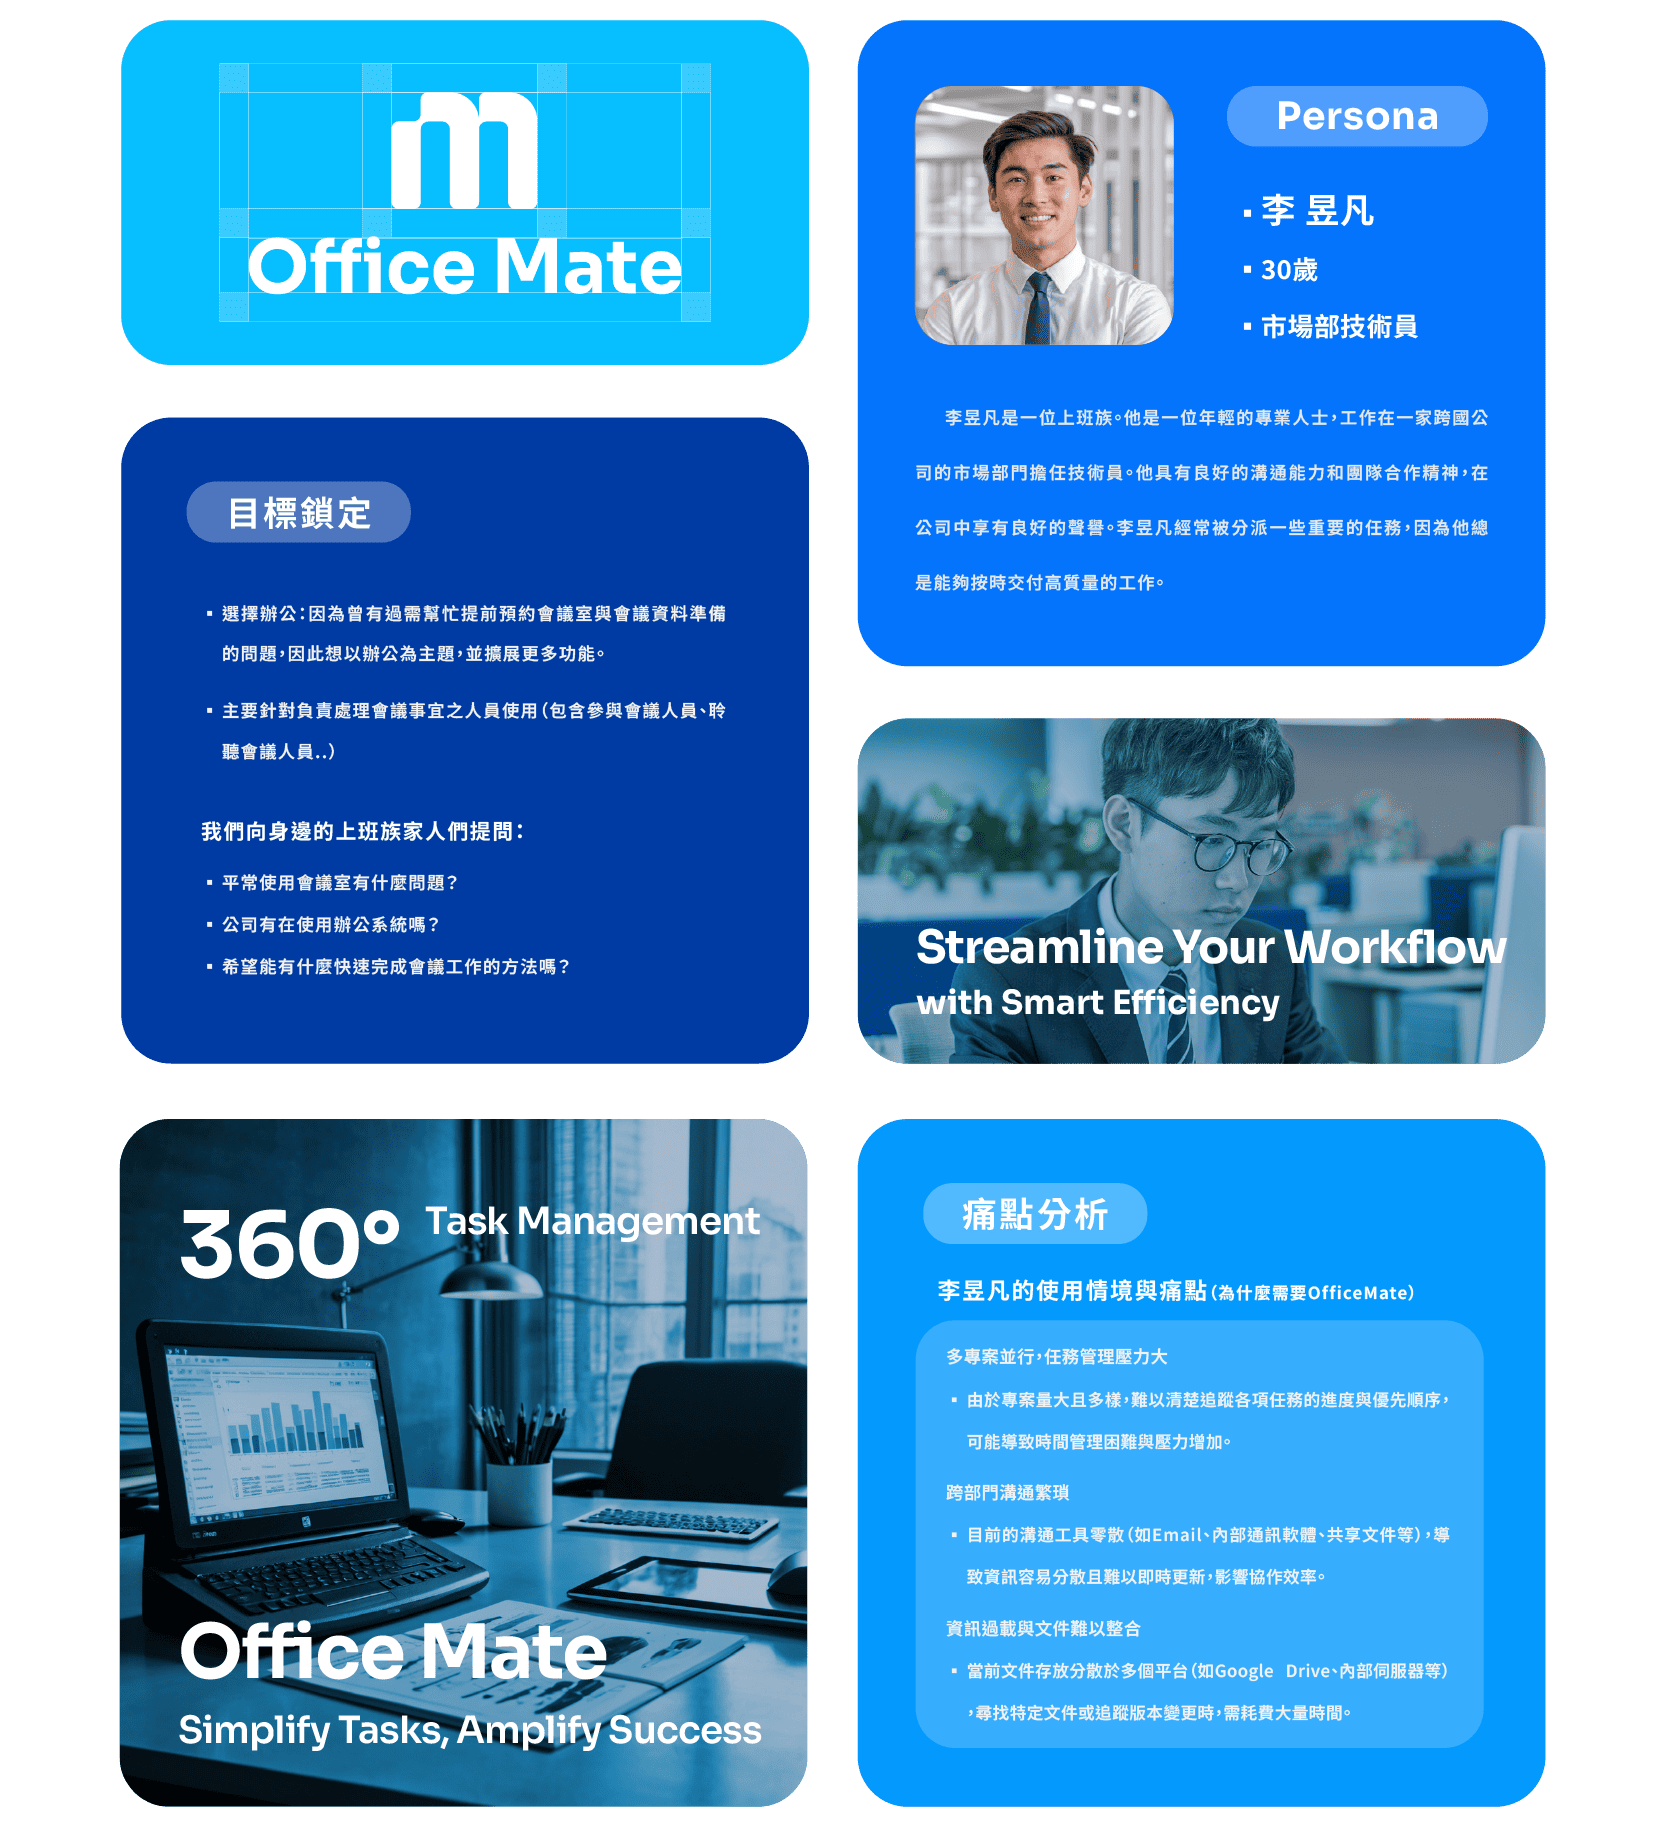 Office Mate
Persona
▪ 李 昱凡
▪ 30歲
▪ 市場部技術員
李昱凡是一位上班族。他是一位年輕的專業人士，工作在一家跨國公
司的市場部門擔任技術員。他具有良好的溝通能力和團隊合作精神，在
公司中享有良好的聲譽。李昱凡經常被分派一些重要的任務，因為他總
是能夠按時交付高質量的工作。
目標鎖定
▪ 選擇辦公：因為曾有過需幫忙提前預約會議室與會議資料準備
的問題，因此想以辦公為主題，並擴展更多功能。
▪ 主要針對負責處理會議事宜之人員使用（包含參與會議人員、聆
聽會議人員..）
我們向身邊的上班族家人們提問：
▪ 平常使用會議室有什麼問題？
▪ 公司有在使用辦公系統嗎？
▪ 希望能有什麼快速完成會議工作的方法嗎？
Streamline Your Workflow
with Smart Efficiency
360° Task Management
Office Mate
Simplify Tasks, Amplify Success
痛點分析
李昱凡的使用情境與痛點（為什麼需要OfficeMate）
多專案並行，任務管理壓力大
▪ 由於專案量大且多樣，難以清楚追蹤各項任務的進度與優先順序，
可能導致時間管理困難與壓力增加。
跨部門溝通繁瑣
▪ 目前的溝通工具零散（如Email、內部通訊軟體、共享文件等），導
致資訊容易分散且難以即時更新，影響協作效率。
資訊過載與文件難以整合
▪ 當前文件存放分散於多個平台（如Google Drive、內部伺服器等）
，尋找特定文件或追蹤版本變更時，需耗費大量時間。